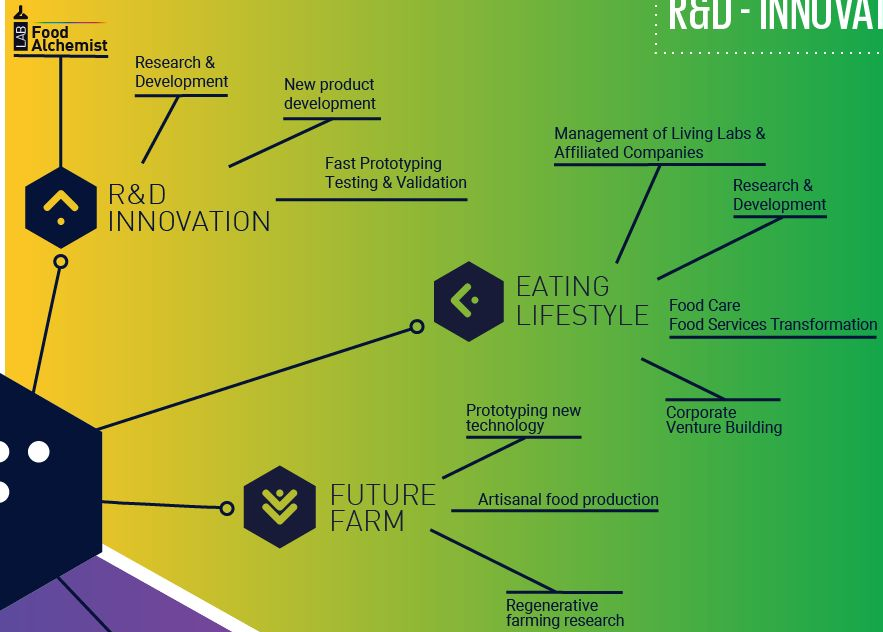 LAB
Food
Alchemist
R&D - INNOVA
Research &
Development
New product
development
Fast Prototyping
Testing & Validation
R&D
INNOVATION
Management of Living Labs &
Affiliated Companies
Research &
Development
EATING
LIFESTYLE
Food Care
Food Services Transformation
Corporate
Venture Building
Prototyping new
technology
FUTURE
FARM
Artisanal food production
Regenerative
farming research